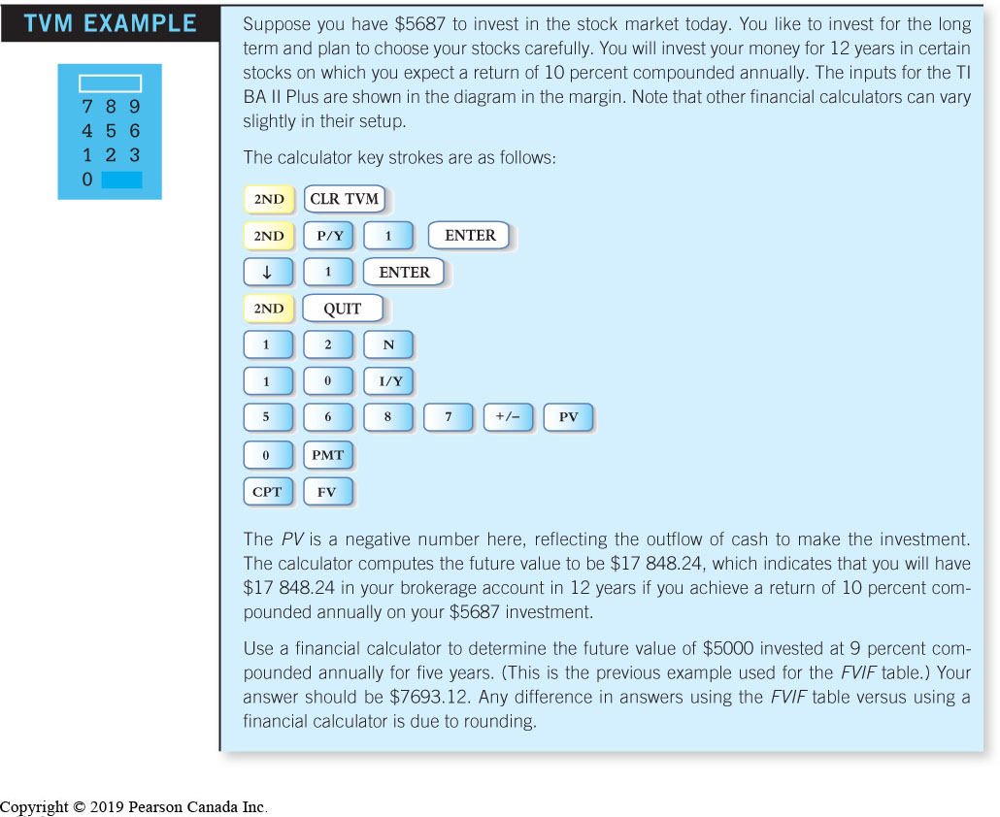 TVM EXAMPLE
7 8 9
4 5 6
1 2 3
0
Suppose you have $5687 to invest in the stock market today. You like to invest for the long
term and plan to choose your stocks carefully. You will invest your money for 12 years in certain
stocks on which you expect a return of 10 percent compounded annually. The inputs for the TI
BA II Plus are shown in the diagram in the margin. Note that other financial calculators can vary
slightly in their setup.
The calculator key strokes are as follows:
2ND CLR TVM
2ND P/Y 1 ENTER
↓ 1 ENTER
2ND QUIT
1 2 N
1 0 I/Y
5 6 8 7 +/− PV
0 PMT
CPT FV
The PV is a negative number here, reflecting the outflow of cash to make the investment.
The calculator computes the future value to be $17 848.24, which indicates that you will have
$17 848.24 in your brokerage account in 12 years if you achieve a return of 10 percent com-
pounded annually on your $5687 investment.
Use a financial calculator to determine the future value of $5000 invested at 9 percent com-
pounded annually for five years. (This is the previous example used for the FVIF table.) Your
answer should be $7693.12. Any difference in answers using the FVIF table versus using a
financial calculator is due to rounding.
Copyright © 2019 Pearson Canada Inc.